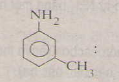 NH₂
CH₃ :